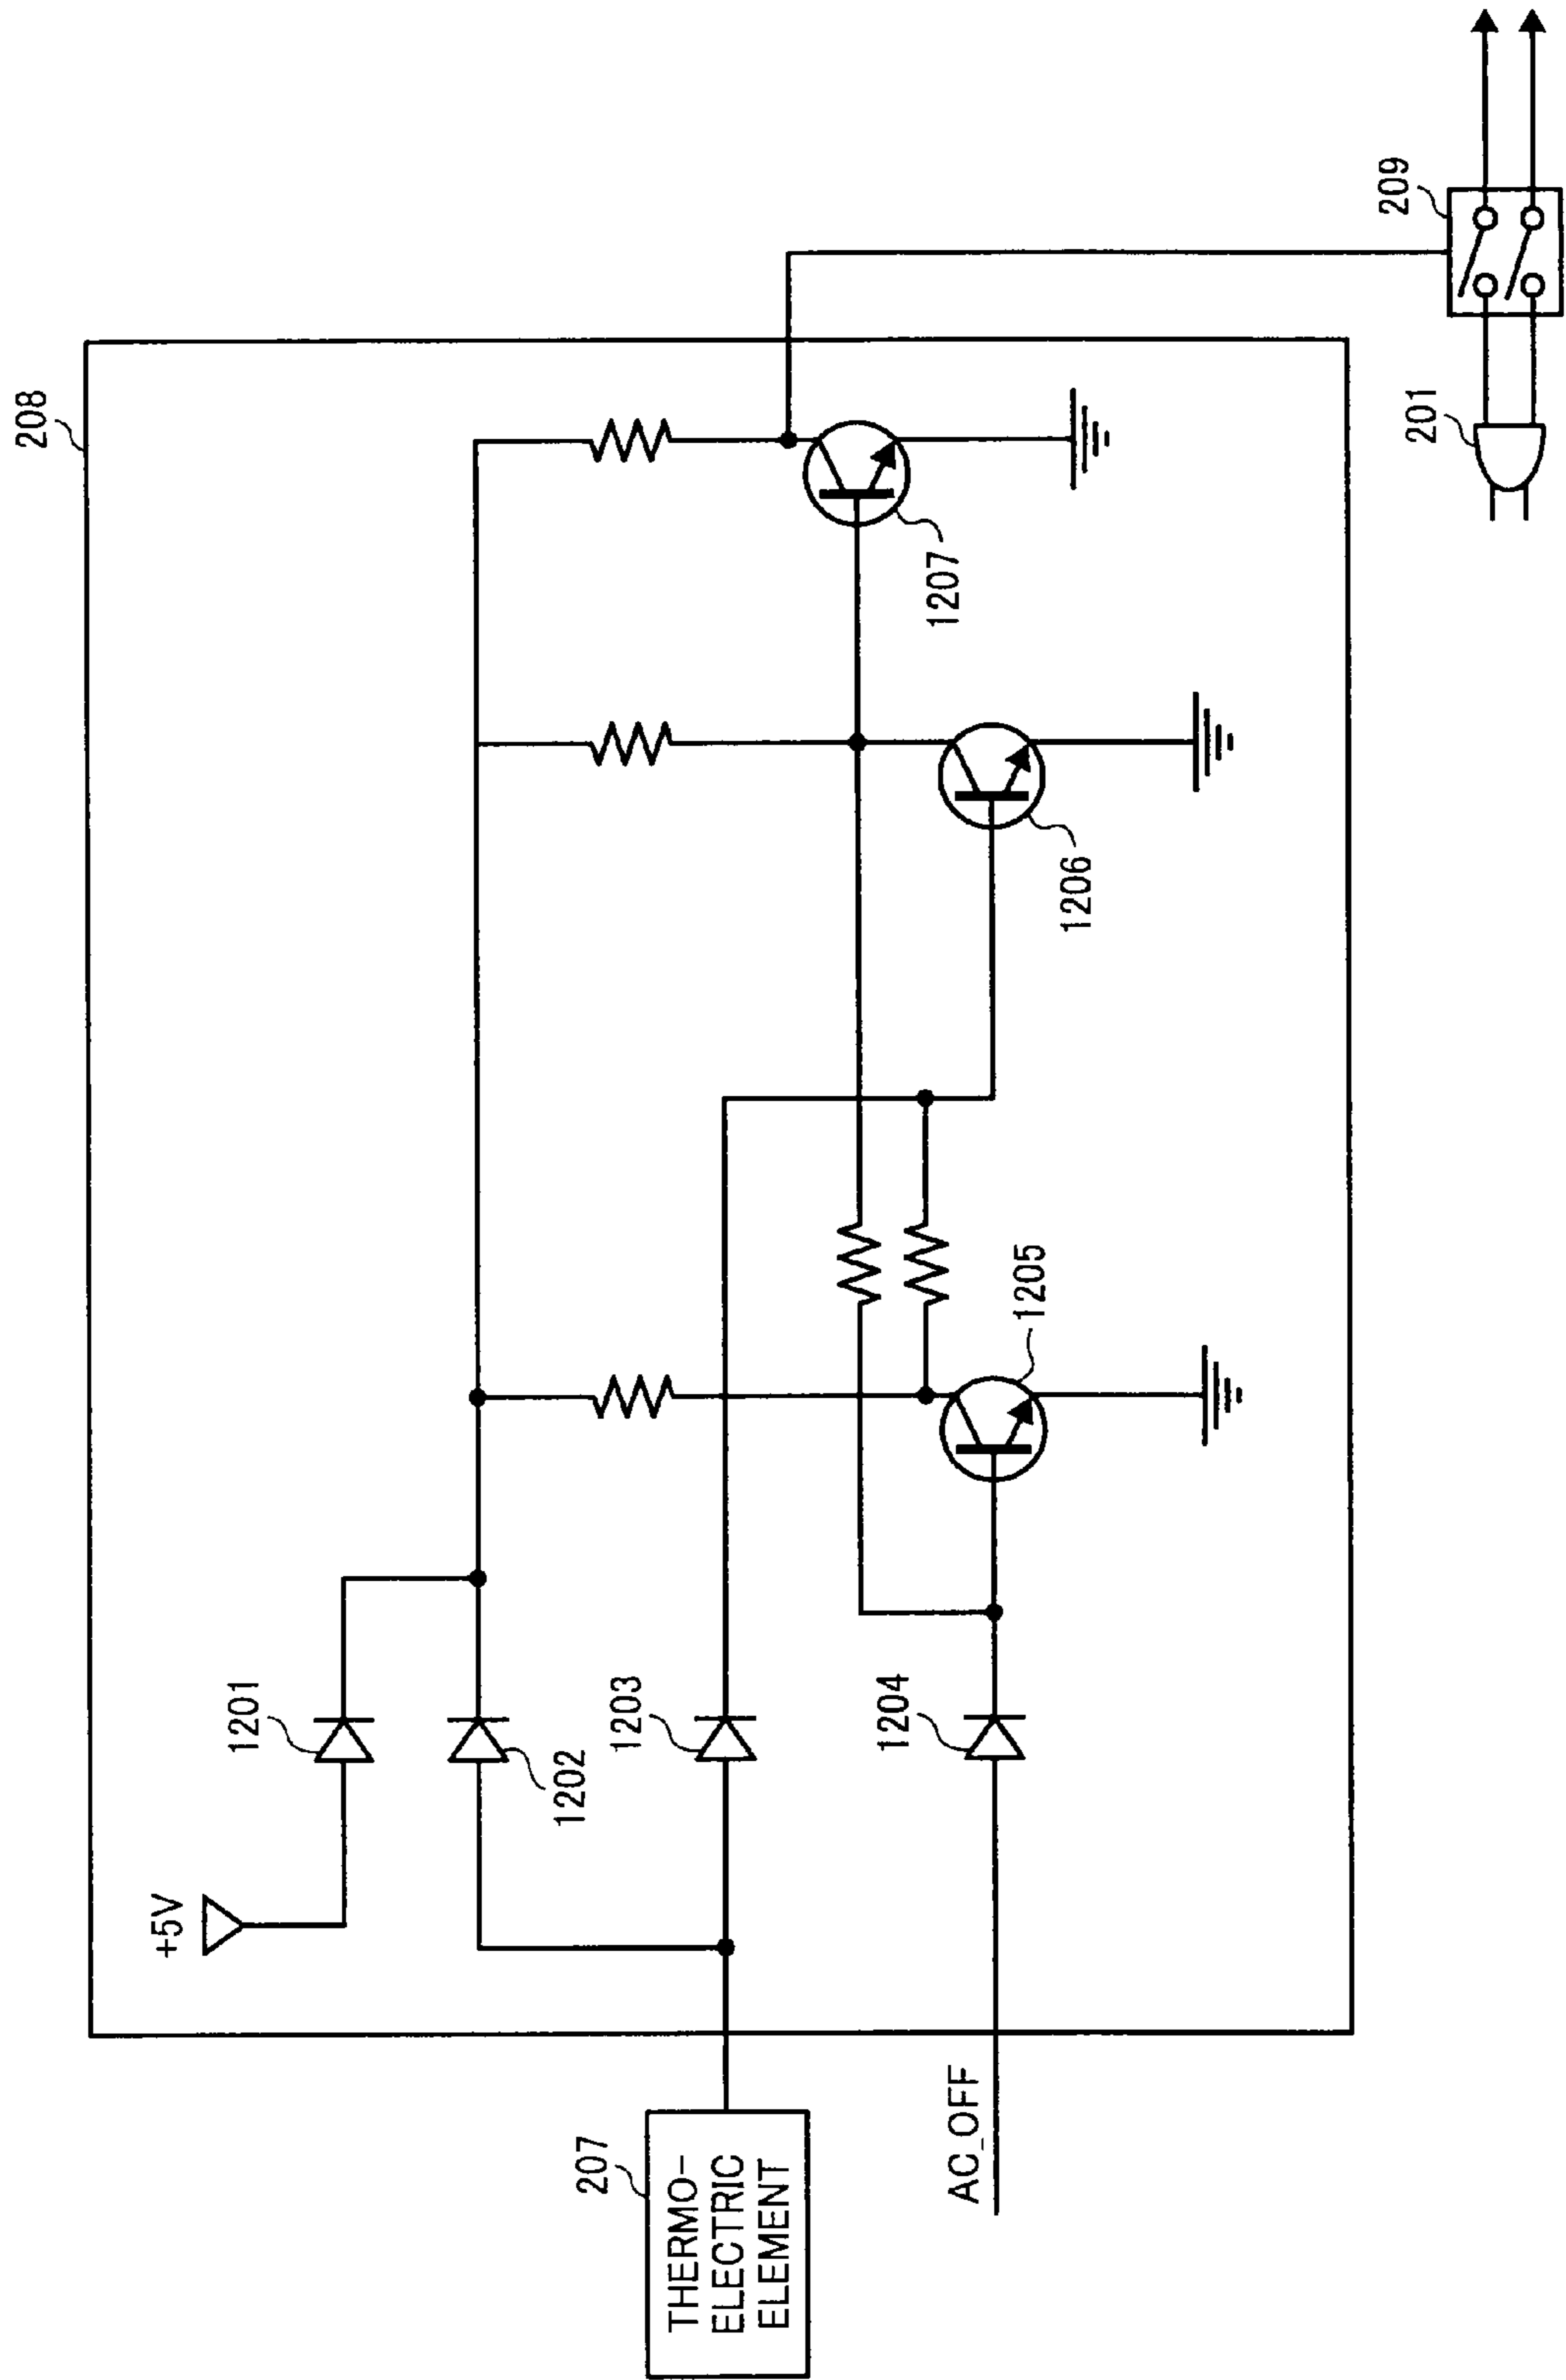 208
+5V
1201
1202
1203
1204
1205
1206
1207
207
THERMO-
ELECTRIC
ELEMENT
AC_OFF
201
209